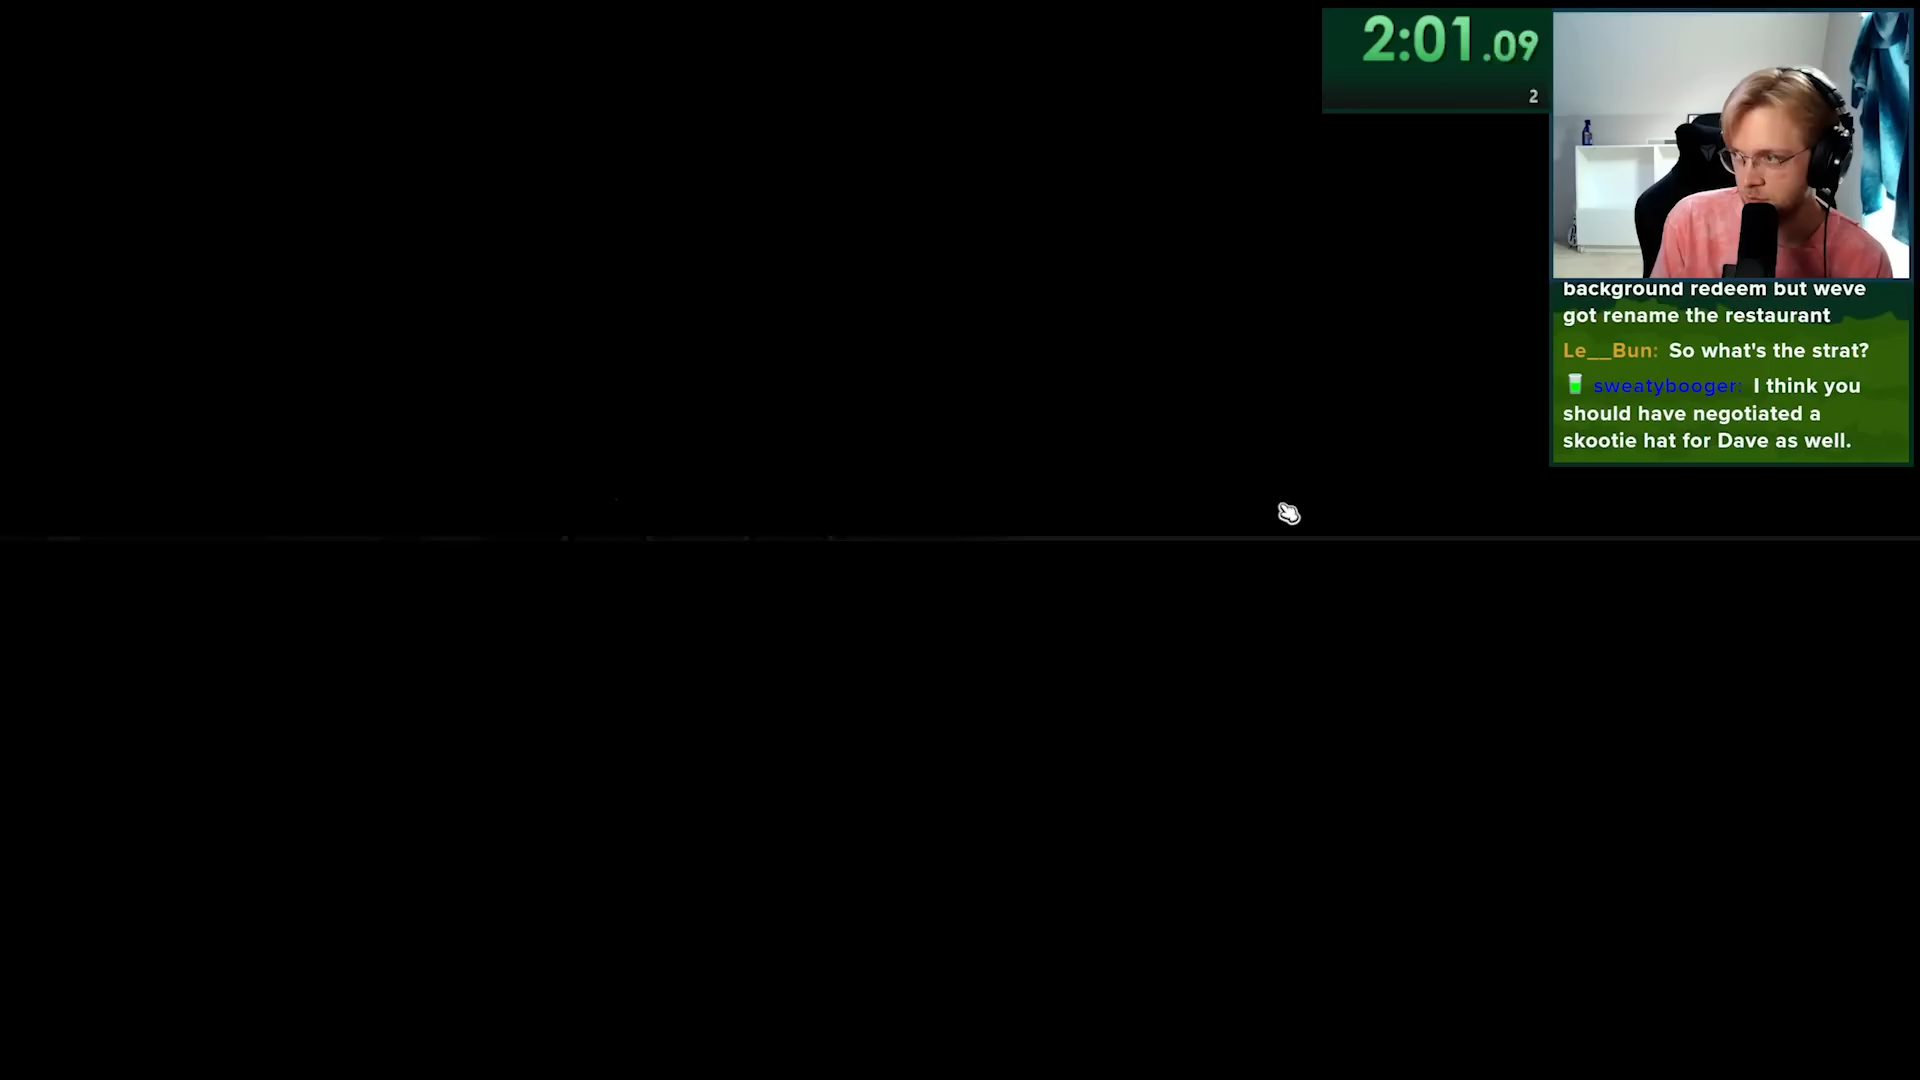 2:01.09
2
background redeem but weve
got rename the restaurant
Le__Bun: So what's the strat?
sweatybooger: I think you
should have negotiated a
skootie hat for Dave as well.